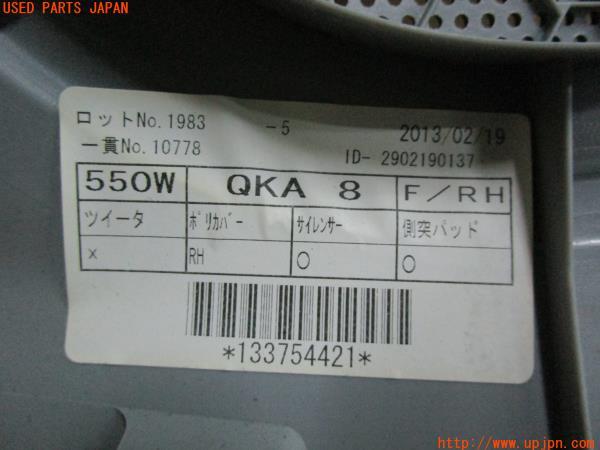 USED PARTS JAPAN
ロットNo.1983 -5 2013/02/19
一貫No.10778 ID- 2902190137
550W QKA 8 F/RH
ツイータ ポリカバー サイレンサー 側突パッド
× RH ○ ○
*133754421*
http://www.upjpn.com/